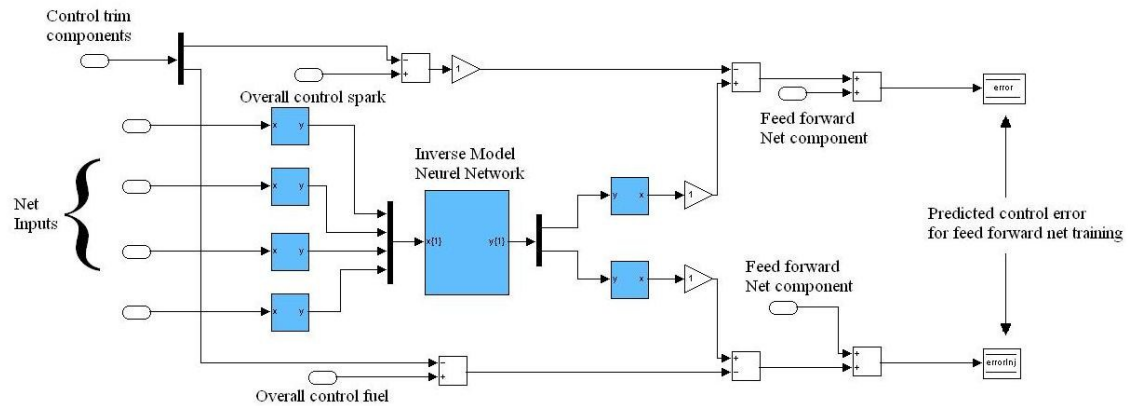 Control trim
components
−
+
1
Overall control spark
−
+
+
+
error
Feed forward
Net component
x y
x y
x y
x y
Net
Inputs
Inverse Model
Neurel Network
x{1} y{1}
y x
1
y x
1
Predicted control error
for feed forward net training
Feed forward
Net component
−
+
Overall control fuel
+
−
+
+
errorInj